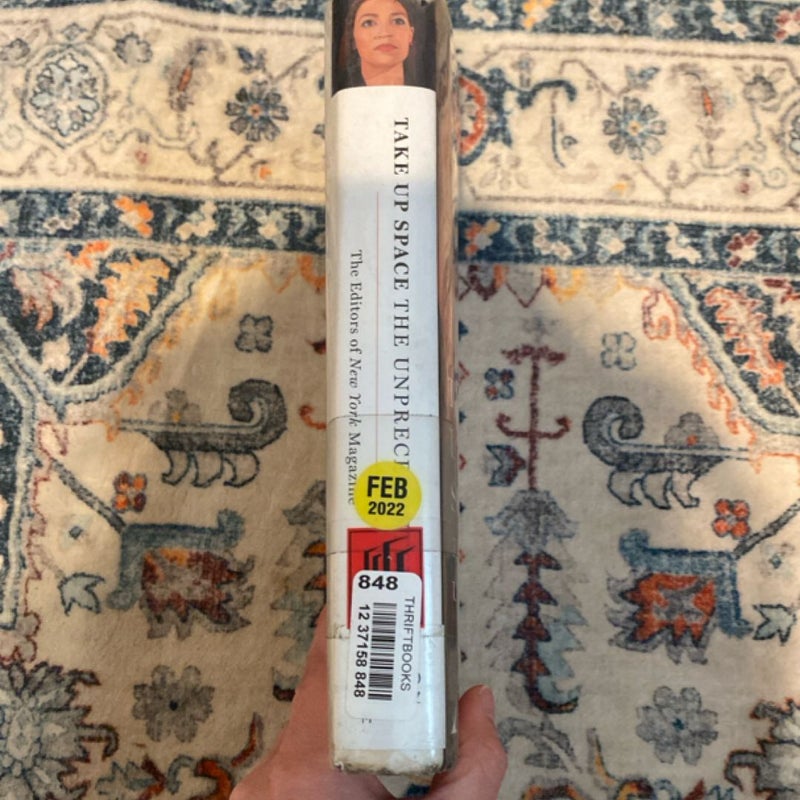 TAKE UP SPACE THE UNPREC
The Editors of New York Magazine
FEB
2022
848
THRIFTBOOKS
12 37158 848